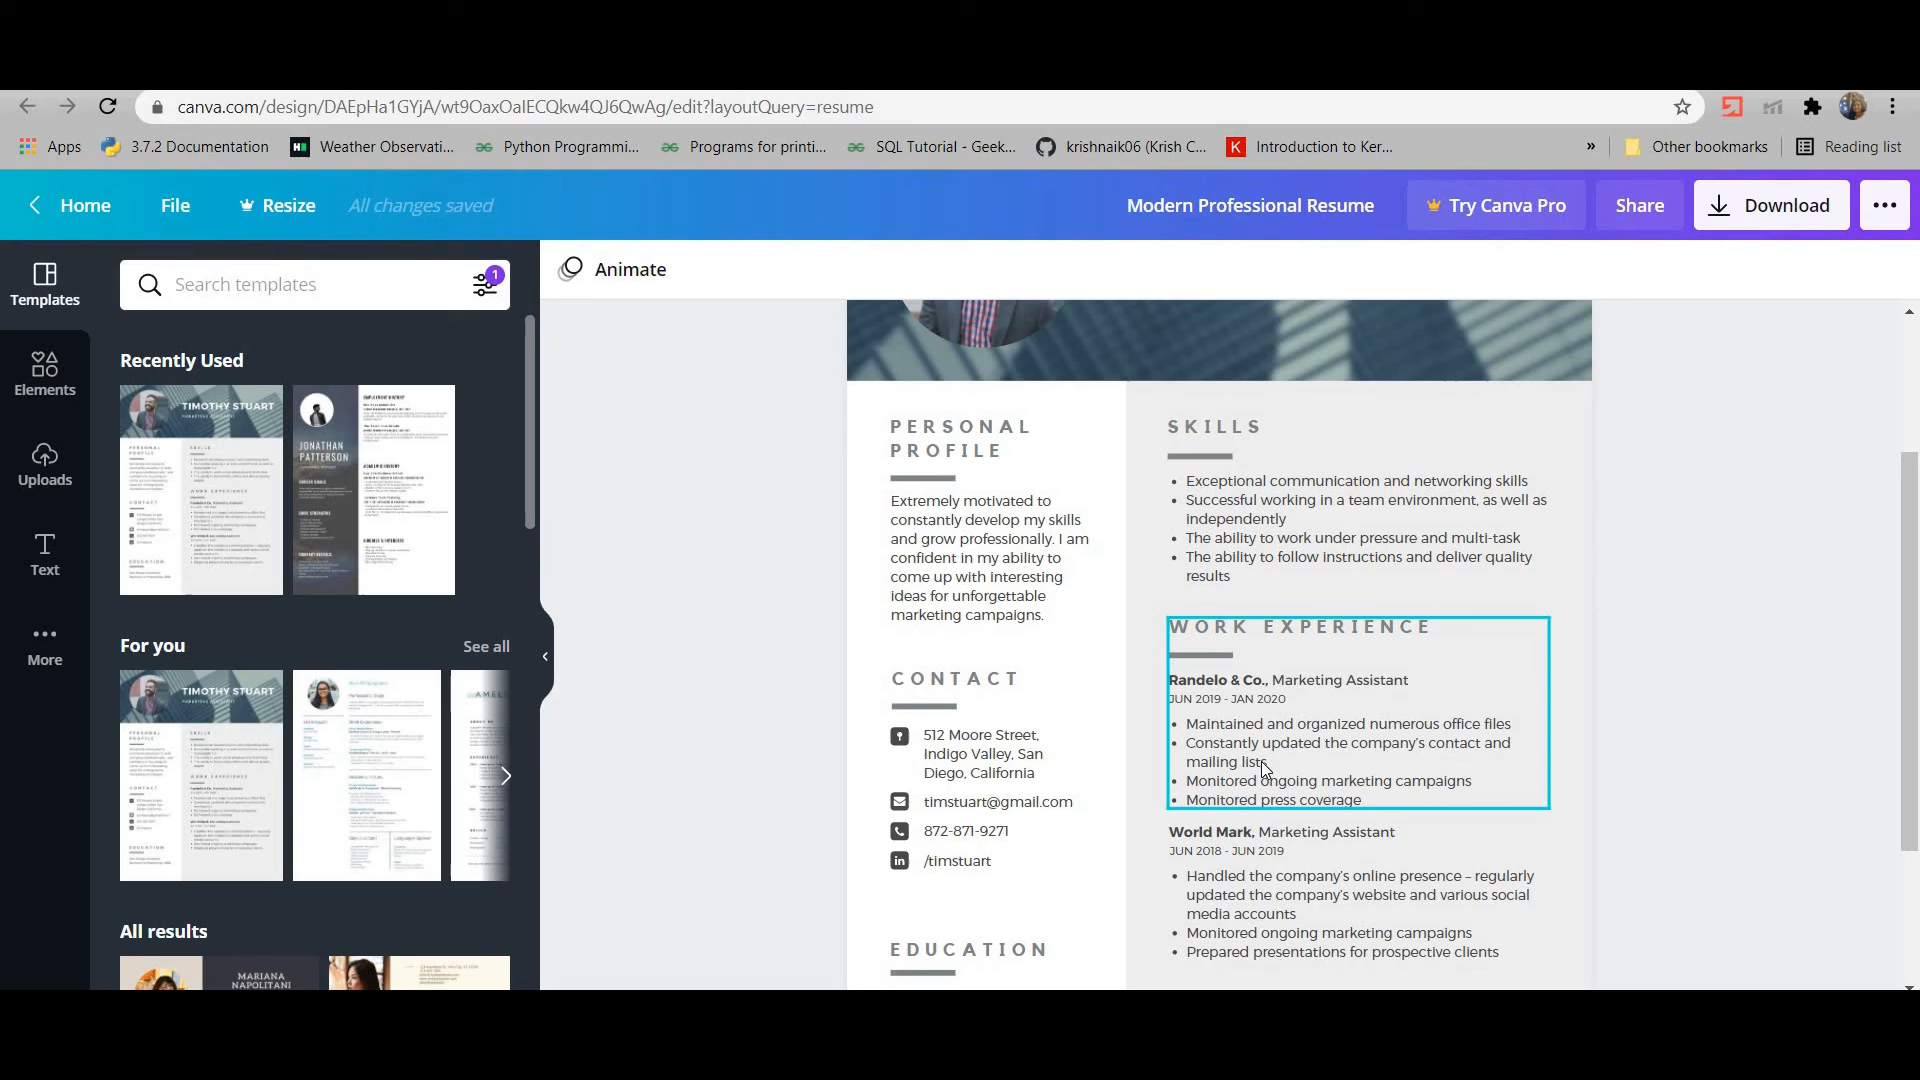 canva.com/design/DAEpHa1GYjA/wt9OaxOaIECQkw4QJ6QwAg/edit?layoutQuery=resume
Apps
3.7.2 Documentation
Weather Observati...
Python Programmi...
Programs for printi...
SQL Tutorial - Geek...
krishnaik06 (Krish C...
Introduction to Ker...
»
Other bookmarks
Reading list
Home
File
Resize
All changes saved
Modern Professional Resume
Try Canva Pro
Share
Download
Templates
Elements
Uploads
Text
More
Search templates
1
Recently Used
TIMOTHY STUART
JONATHAN
PATTERSON
For you
See all
TIMOTHY STUART
All results
MARIANA
NAPOLITANI
Animate
PERSONAL
PROFILE
Extremely motivated to
constantly develop my skills
and grow professionally. I am
confident in my ability to
come up with interesting
ideas for unforgettable
marketing campaigns.
CONTACT
512 Moore Street,
Indigo Valley, San
Diego, California
timstuart@gmail.com
872-871-9271
/timstuart
EDUCATION
SKILLS
• Exceptional communication and networking skills
• Successful working in a team environment, as well as
independently
• The ability to work under pressure and multi-task
• The ability to follow instructions and deliver quality
results
WORK EXPERIENCE
Randelo & Co., Marketing Assistant
JUN 2019 - JAN 2020
• Maintained and organized numerous office files
• Constantly updated the company's contact and
mailing lists
• Monitored ongoing marketing campaigns
• Monitored press coverage
World Mark, Marketing Assistant
JUN 2018 - JUN 2019
• Handled the company's online presence – regularly
updated the company's website and various social
media accounts
• Monitored ongoing marketing campaigns
• Prepared presentations for prospective clients